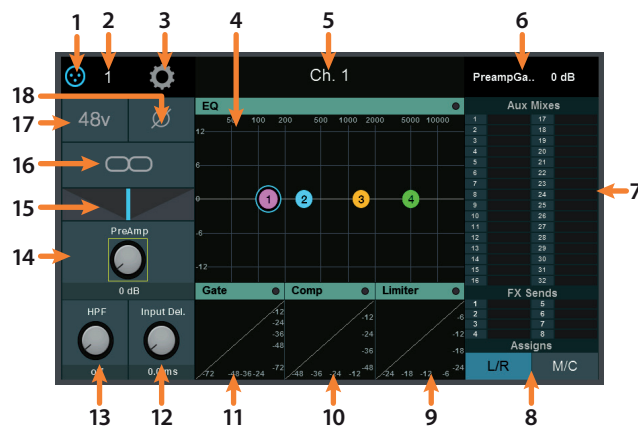 1 2 3 4 5 6
1 Ch. 1 PreampGa.. 0 dB
18
17
16
15
14
48v
EQ
50 100 200 500 1000 2000 5000 10000
12
6
0 0
-6
-12
1 2 3 4
PreAmp
0 dB
HPF Input Del.
off 0.0 ms
Gate Comp Limiter
-12
-24
-36
-48
-72
-72 -48 -36 -24
-12
-24
-36
-48
-48 -36 -24 -12
-6
-12
-18
-24
-24 -18 -12 -6
Aux Mixes
1 17
2 18
3 19
4 20
5 21
6 22
7 23
8 24
9 25
10 26
11 27
12 28
13 29
14 30
15 31
16 32
7
FX Sends
1 5
2 6
3 7
4 8
Assigns
L/R M/C
13 12 11 10 9 8